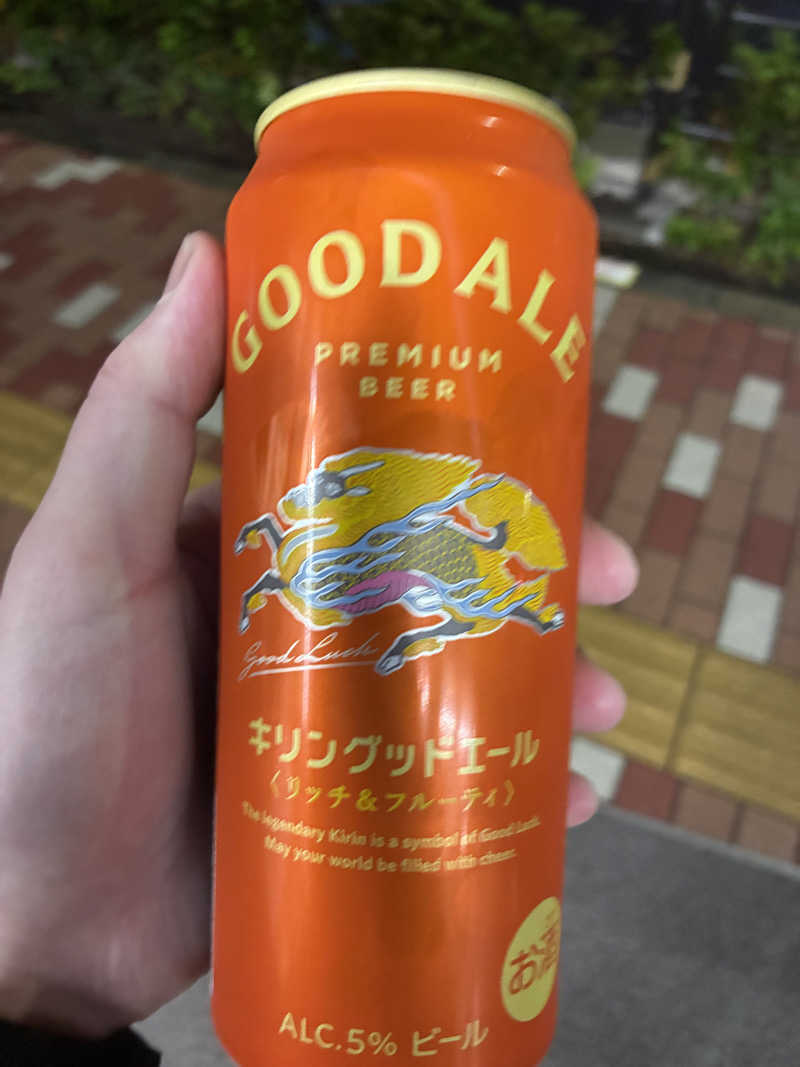 GOOD ALE
PREMIUM
BEER
Good Luck
キリングッドエール
〈リッチ&フルーティ〉
The legendary Kirin is a symbol of Good Luck.
May your world be filled with cheer.
お酒
ALC.5% ビール